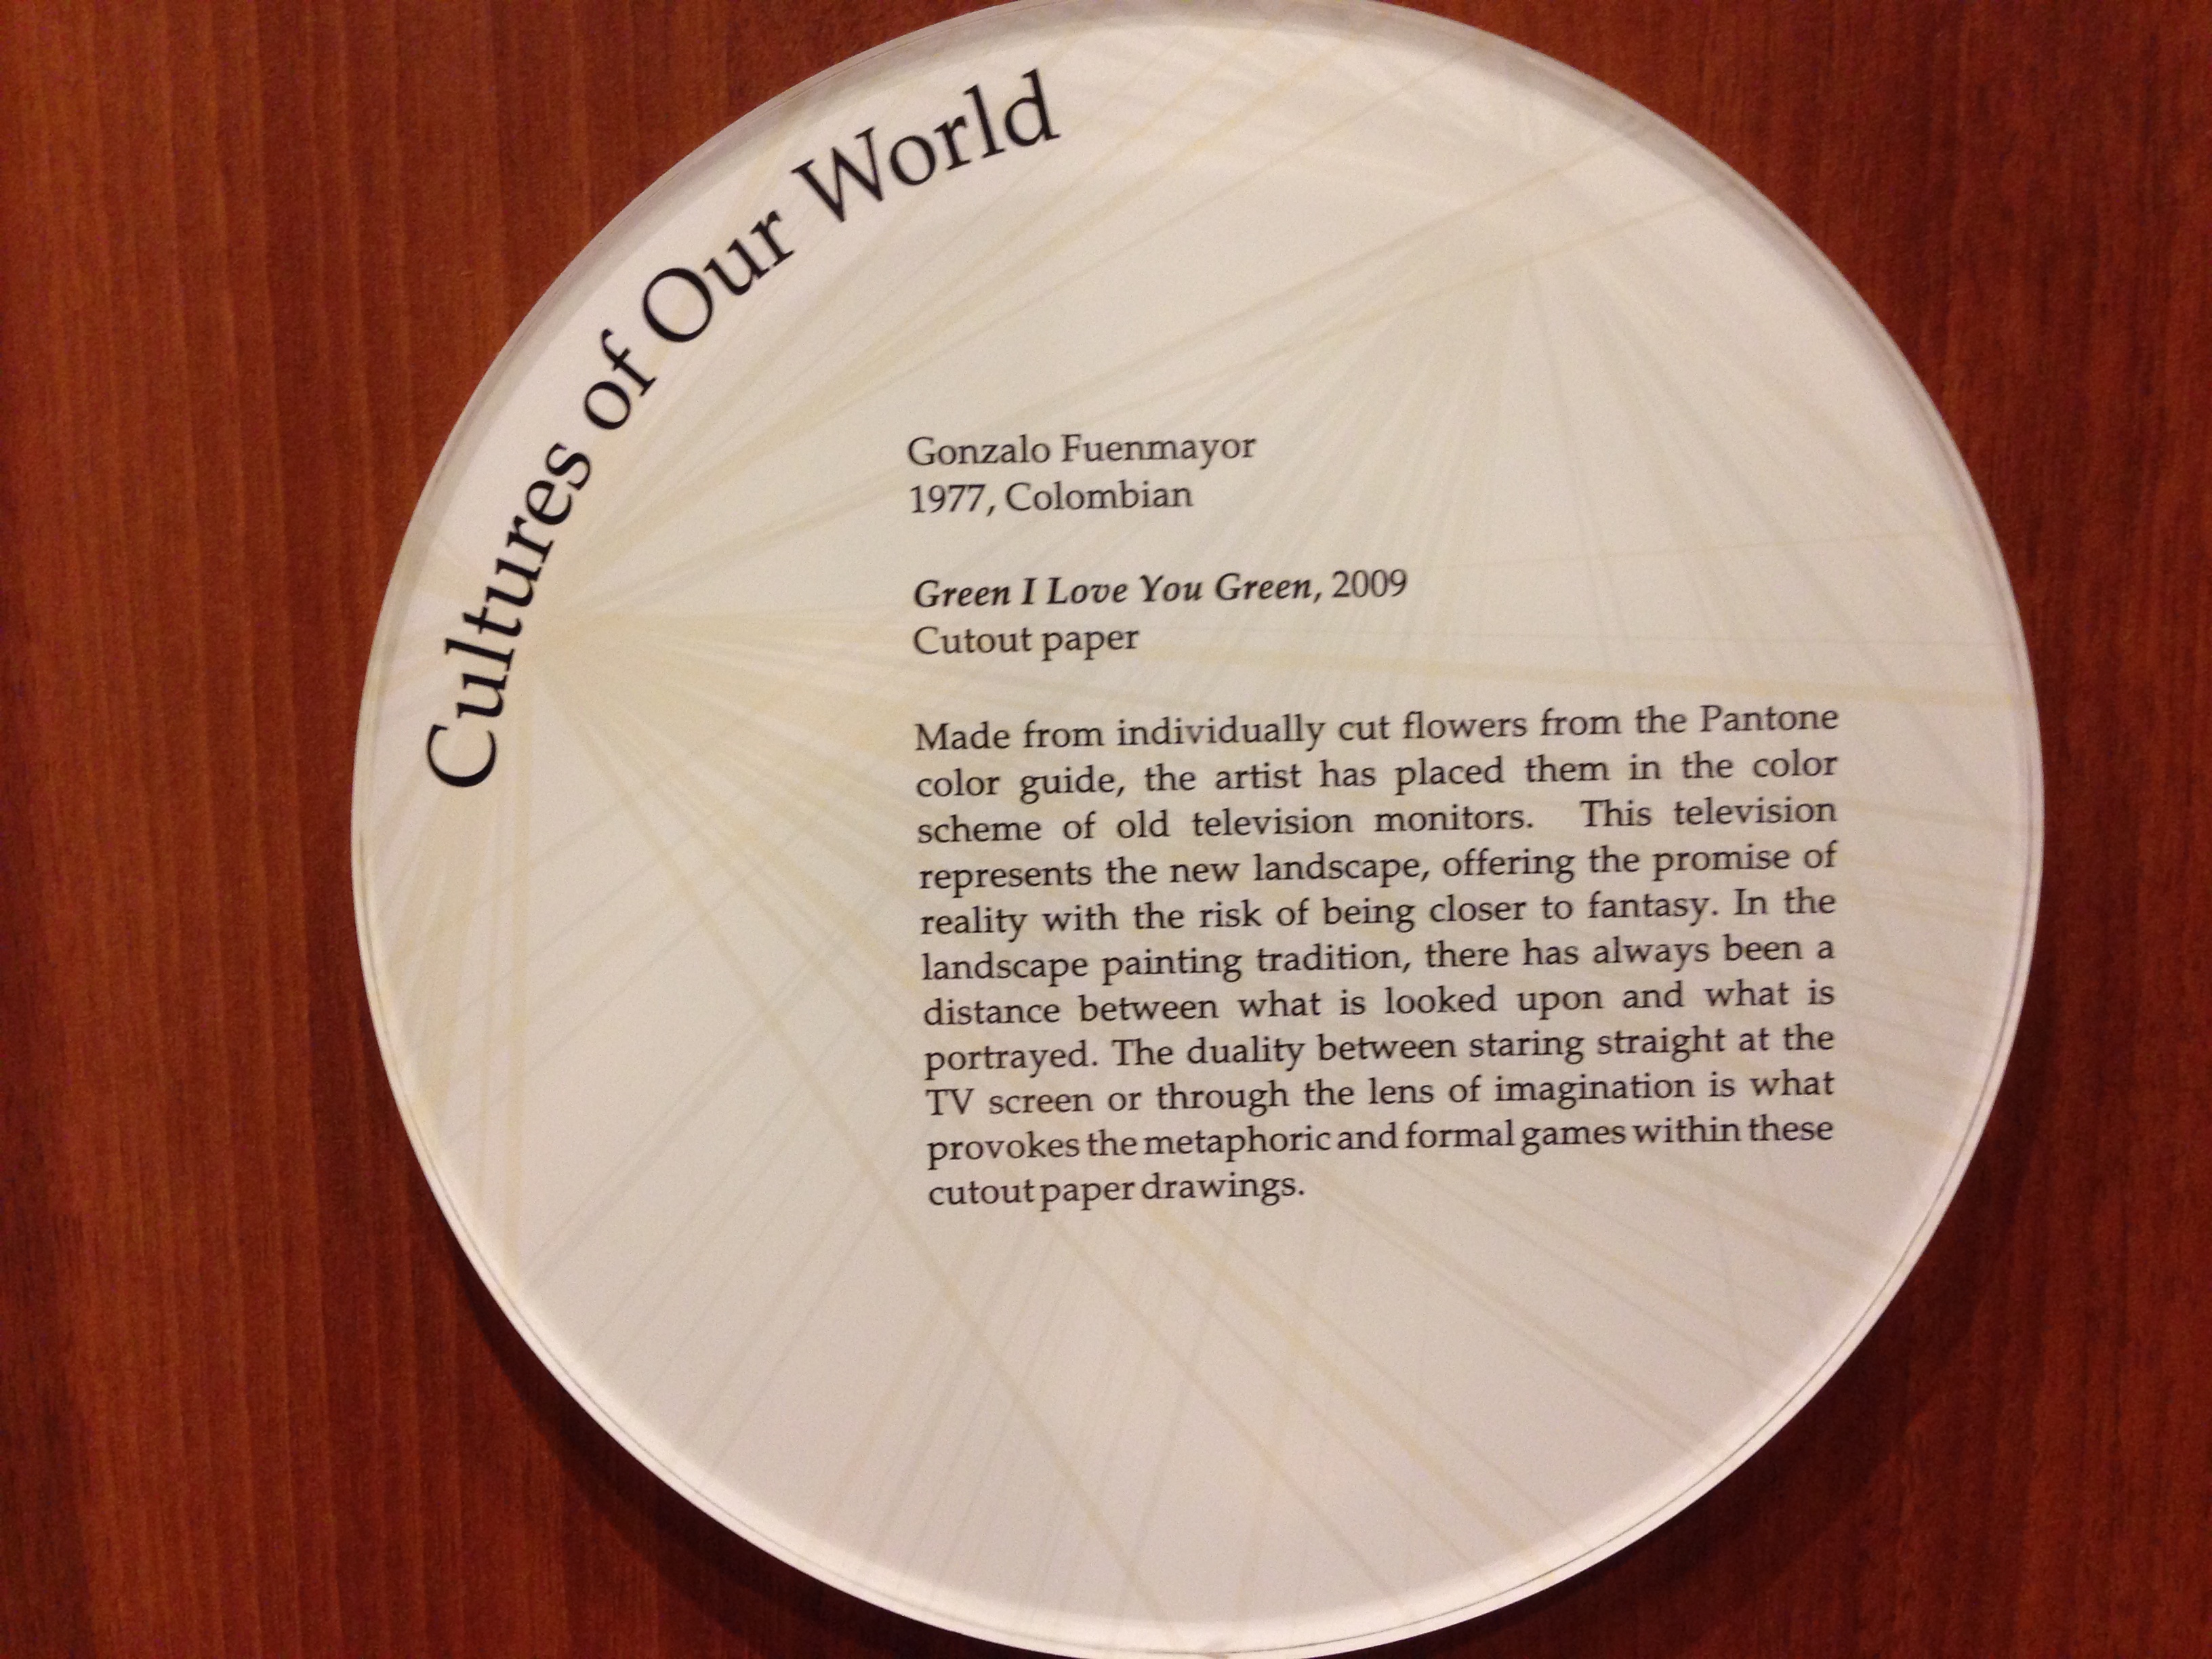 Cultures of Our World
Gonzalo Fuenmayor
1977, Colombian
Green I Love You Green, 2009
Cutout paper
Made from individually cut flowers from the Pantone
color guide, the artist has placed them in the color
scheme of old television monitors. This television
represents the new landscape, offering the promise of
reality with the risk of being closer to fantasy. In the
landscape painting tradition, there has always been a
distance between what is looked upon and what is
portrayed. The duality between staring straight at the
TV screen or through the lens of imagination is what
provokes the metaphoric and formal games within these
cutout paper drawings.